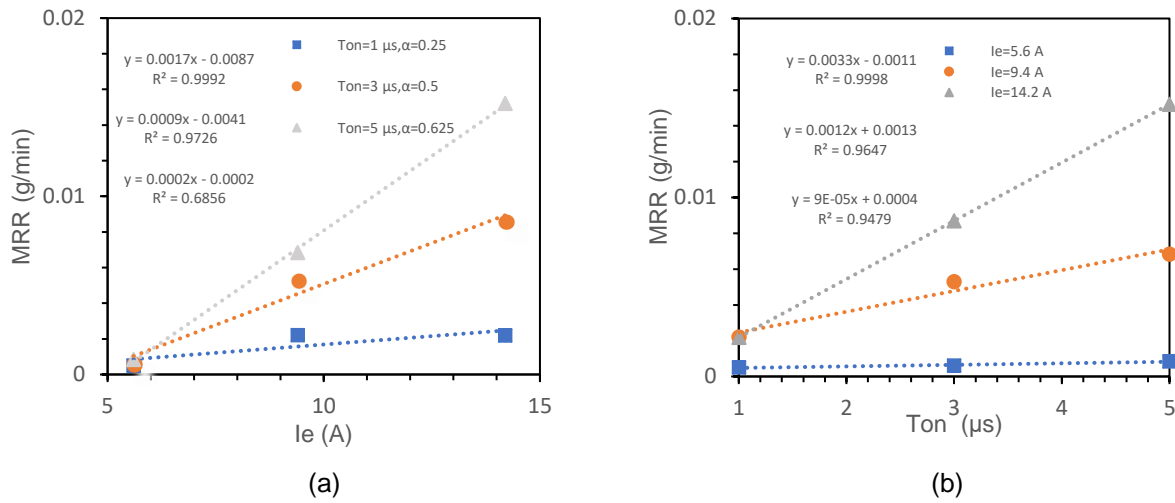 0.02
Ton=1 µs,α=0.25
y = 0.0017x - 0.0087
R² = 0.9992
Ton=3 µs,α=0.5
y = 0.0009x - 0.0041
R² = 0.9726
Ton=5 µs,α=0.625
y = 0.0002x - 0.0002
R² = 0.6856
0.01
MRR (g/min)
0
5
10
15
Ie (A)
(a)
0.02
Ie=5.6 A
y = 0.0033x - 0.0011
R² = 0.9998
Ie=9.4 A
Ie=14.2 A
y = 0.0012x + 0.0013
R² = 0.9647
0.01
y = 9E-05x + 0.0004
R² = 0.9479
MRR (g/min)
0
1
2
3
4
5
Ton (µs)
(b)